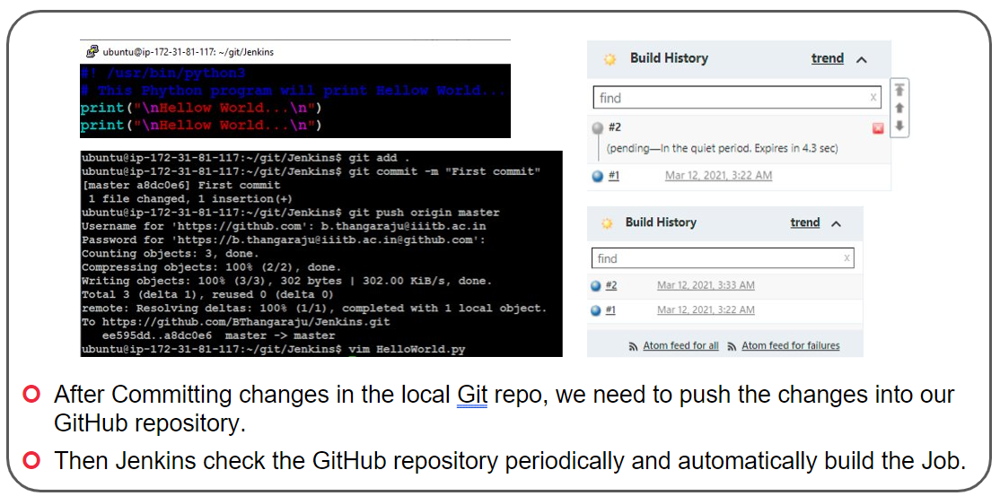 ubuntu@ip-172-31-81-117: ~/git/Jenkins
#! /usr/bin/python3
# This Phython program will print Hellow World...
print("\nHellow World...\n")
print("\nHellow World...\n")
ubuntu@ip-172-31-81-117:~/git/Jenkins$ git add .
ubuntu@ip-172-31-81-117:~/git/Jenkins$ git commit -m "First commit"
[master a8dc0e6] First commit
1 file changed, 1 insertion(+)
ubuntu@ip-172-31-81-117:~/git/Jenkins$ git push origin master
Username for 'https://github.com': b.thangaraju@iiitb.ac.in
Password for 'https://b.thangaraju@iiitb.ac.in@github.com':
Counting objects: 3, done.
Compressing objects: 100% (2/2), done.
Writing objects: 100% (3/3), 302 bytes | 302.00 KiB/s, done.
Total 3 (delta 1), reused 0 (delta 0)
remote: Resolving deltas: 100% (1/1), completed with 1 local object.
To https://github.com/BThangaraju/Jenkins.git
ee595dd..a8dc0e6  master -> master
ubuntu@ip-172-31-81-117:~/git/Jenkins$ vim HelloWorld.py
Build History trend
find x
#2
(pending—In the quiet period. Expires in 4.3 sec)
#1 Mar 12, 2021, 3:22 AM
Build History trend
find x
#2 Mar 12, 2021, 3:33 AM
#1 Mar 12, 2021, 3:22 AM
Atom feed for all Atom feed for failures
After Committing changes in the local Git repo, we need to push the changes into our
GitHub repository.
Then Jenkins check the GitHub repository periodically and automatically build the Job.